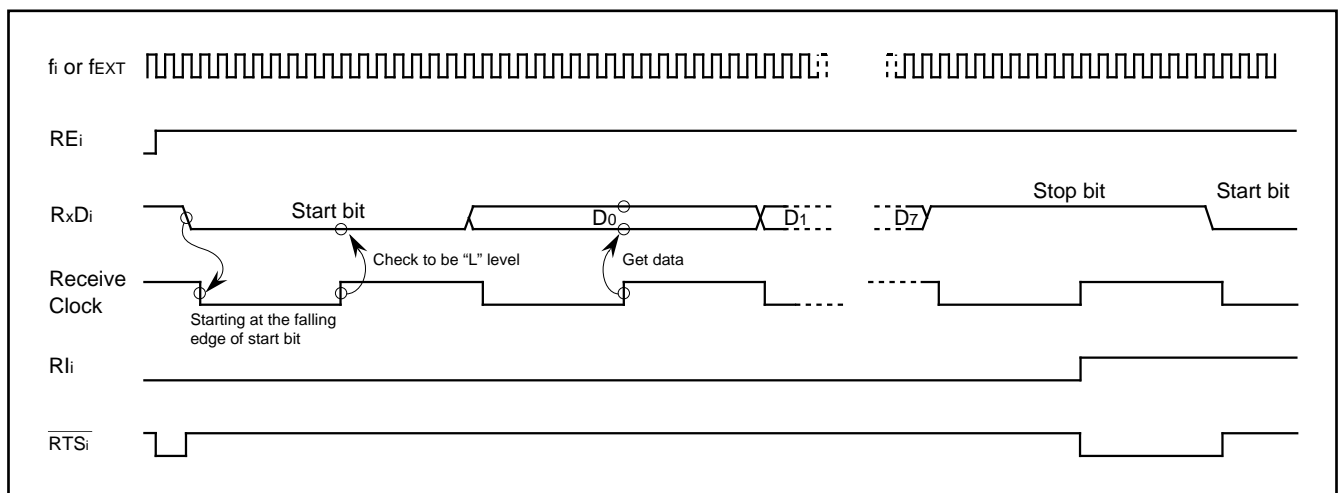 fi or fEXT
REi
RxDi
Start bit
D0
D1
D7
Stop bit
Start bit
Check to be “L” level
Get data
Receive
Clock
Starting at the falling
edge of start bit
RIi
RTSi